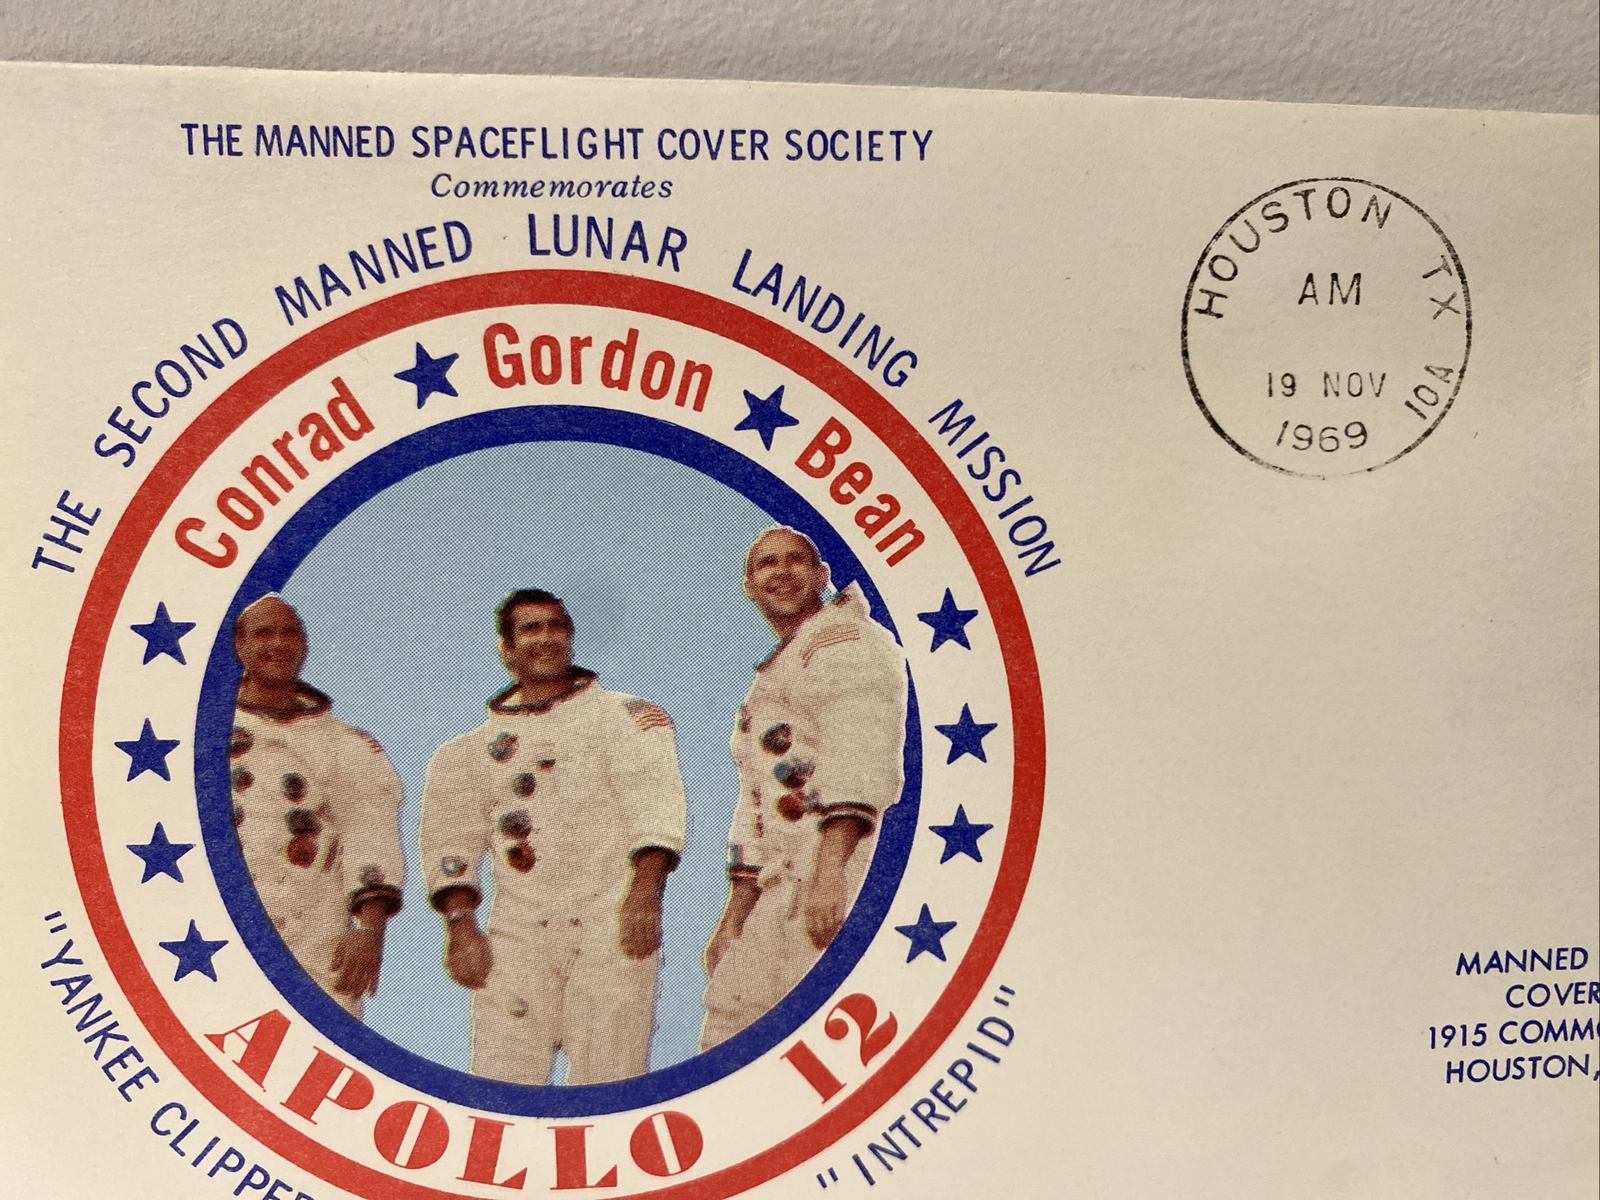 THE MANNED SPACEFLIGHT COVER SOCIETY
Commemorates
THE SECOND MANNED LUNAR LANDING MISSION
Conrad ★ Gordon ★ Bean
APOLLO 12
"YANKEE CLIPPE
"INTREPID"
HOUSTON TX
AM
19 NOV
1969
10A
MANNED
COVER
1915 COMM
HOUSTON,